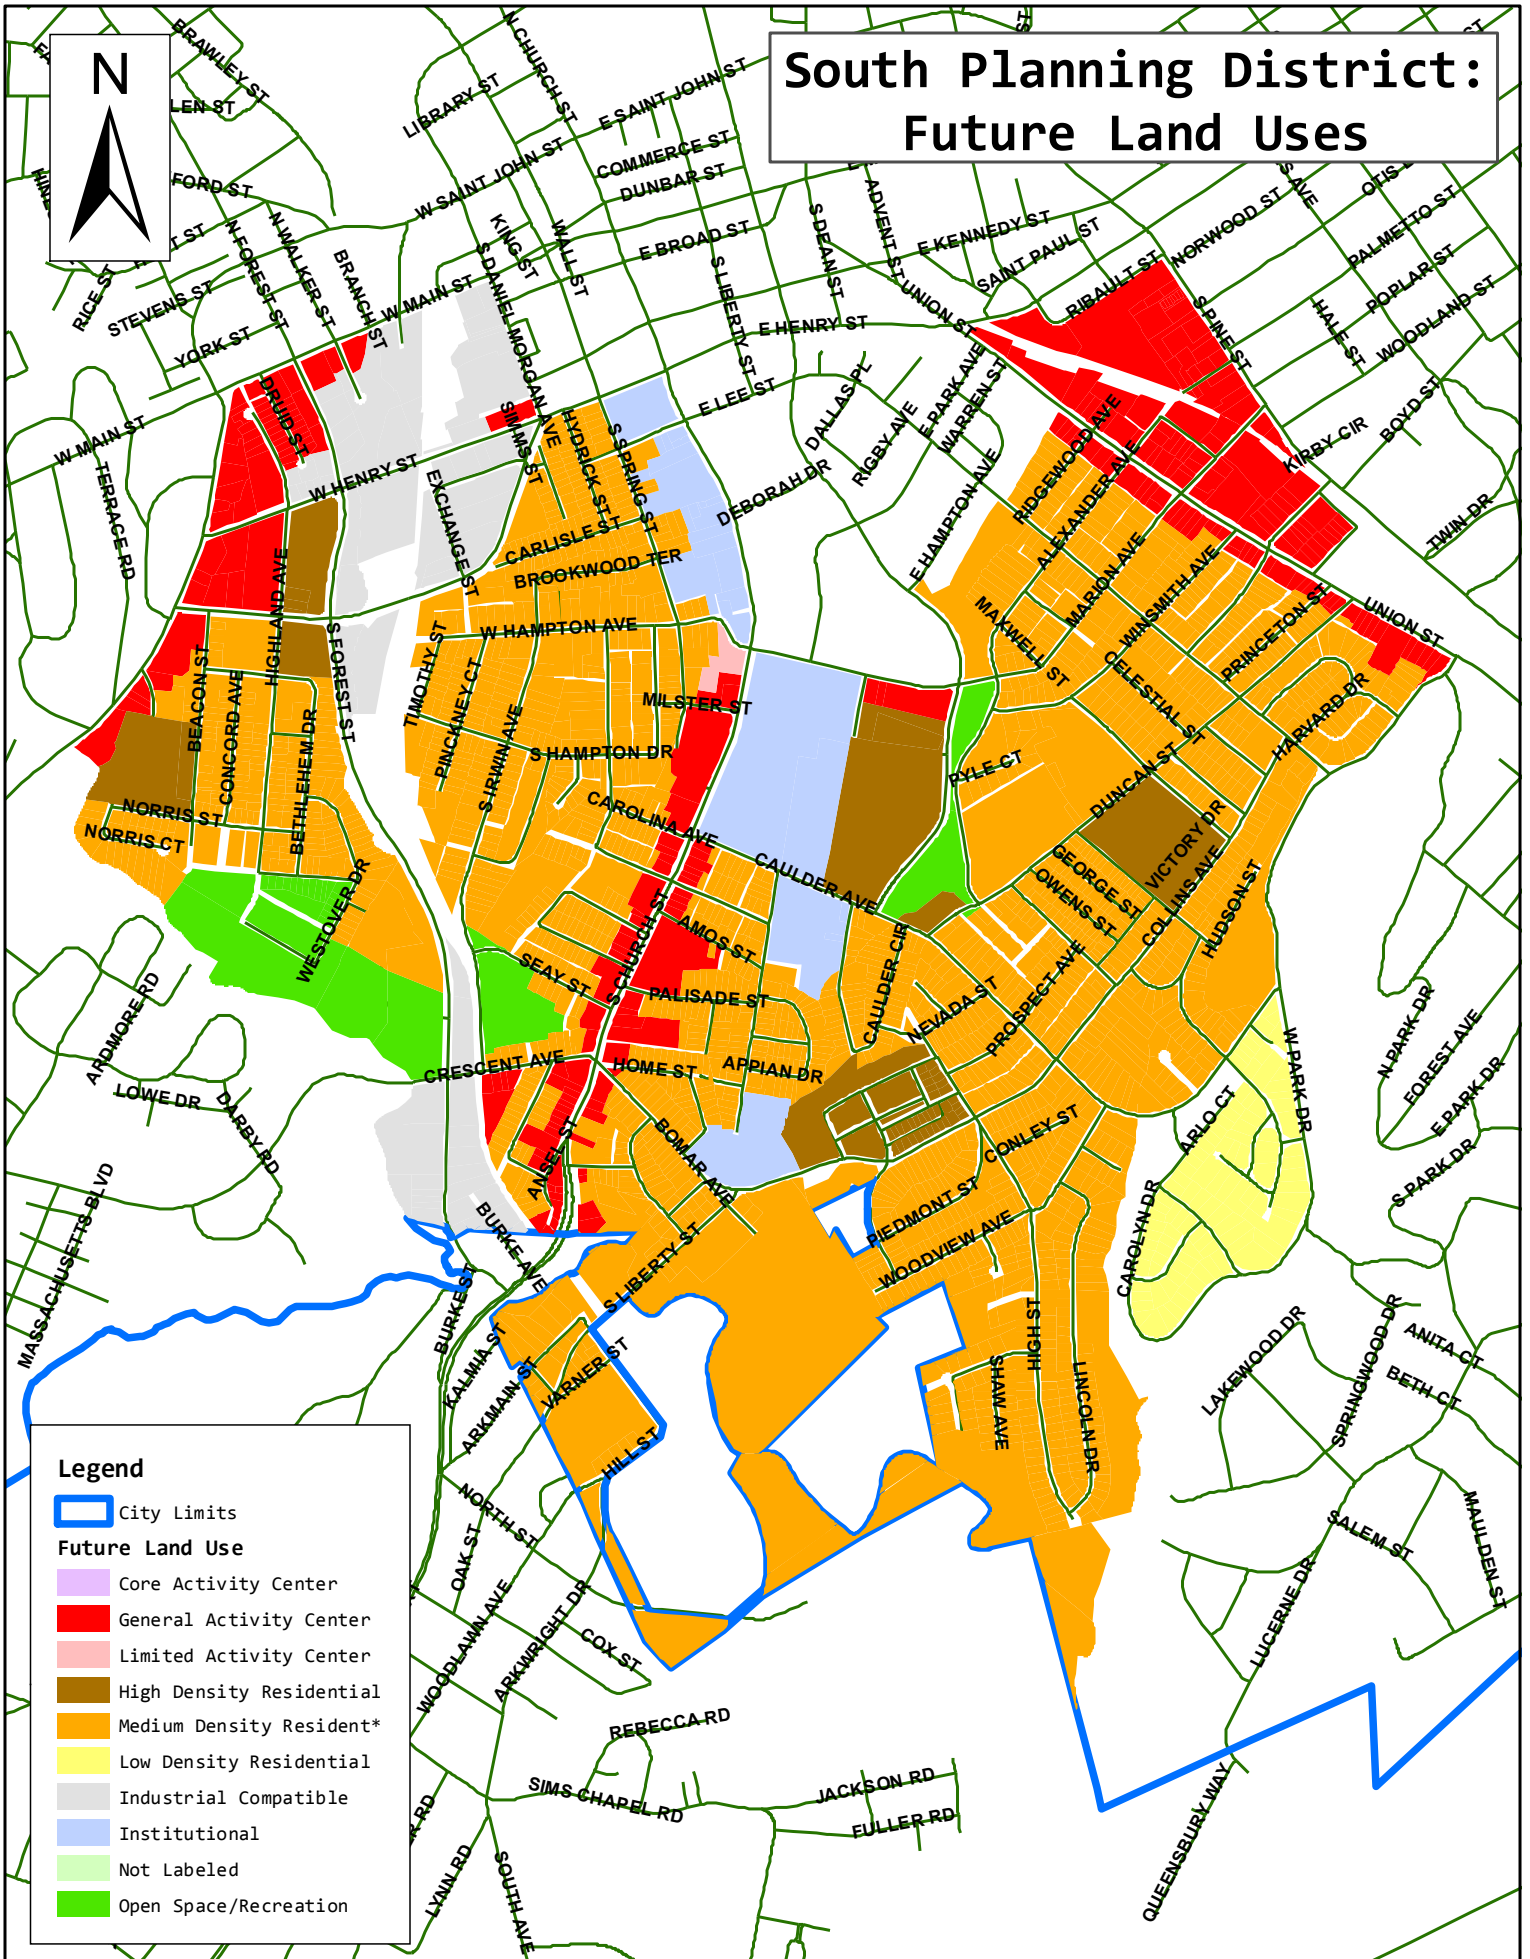 South Planning District:
Future Land Uses
N
BRAWLEY ST
LEN ST
FORD ST
N CHURCH ST
LIBRARY ST
E SAINT JOHN ST
W SAINT JOHN ST
COMMERCE ST
DUNBAR ST
KING ST
WALL ST
E BROAD ST
S DEAN ST
ADVENT ST
E KENNEDY ST
SAINT PAUL ST
RIBAULT ST
NORWOOD ST
S AVE
PALMETTO ST
POPLAR ST
WOODLAND ST
HALE ST
S PINE ST
N FOREST ST
N WALKER ST
BRANCH ST
RICE ST
STEVENS ST
YORK ST
W MAIN ST
S DANIEL MORGAN AVE
S LIBERTY ST
UNION ST
E HENRY ST
DRUID ST
W MAIN ST
TERRACE RD
W HENRY ST
EXCHANGE ST
SIMMS ST
HYDRICK ST
S SPRING ST
E LEE ST
DALLAS PL
RIGBY AVE
E PARK AVE
WARREN ST
DEBORAH DR
E HAMPTON AVE
RIDGEWOOD AVE
ALEXANDER AVE
KIRBY CIR
BOYD ST
TWIN DR
CARLISLE ST
BROOKWOOD TER
HIGHLAND AVE
S FOREST ST
W HAMPTON AVE
TIMOTHY ST
PINCKNEY CT
S IRWIN AVE
MILSTER ST
S HAMPTON DR
MAXWELL ST
MARION AVE
WINSMITH AVE
PRINCETON ST
UNION ST
CELESTIAL ST
HARVARD DR
BEACON ST
CONCORD AVE
BETHLEHEM DR
NORRIS ST
NORRIS CT
WESTOVER DR
CAROLINA AVE
CAULDER AVE
PYLE CT
DUNCAN ST
VICTORY DR
GEORGE ST
OWENS ST
COLLINS AVE
HUDSON ST
S CHURCH ST
AMOS ST
SEAY ST
PALISADE ST
CAULDER CIR
NEVADA ST
PROSPECT AVE
ARDMORE RD
LOWE DR
DARBY RD
CRESCENT AVE
HOME ST
APPIAN DR
W PARK DR
N PARK DR
FOREST AVE
E PARK DR
S PARK DR
ARLO CT
CONLEY ST
ANSEL ST
BOMAR AVE
PIEDMONT ST
WOODVIEW AVE
CAROLYN DR
MASSACHUSETTS BLVD
BURKE AVE
BURKE ST
S LIBERTY ST
KALMIA ST
ARKMAIN ST
VARNER ST
HILL ST
HIGH ST
SHAW AVE
LINCOLN DR
LAKEWOOD DR
SPRINGWOOD DR
ANITA CT
BETH CT
NORTH ST
OAK ST
WOODLAWN AVE
ARKWRIGHT DR
COX ST
SALEM ST
MAULDEN ST
LUCERNE DR
REBECCA RD
SIMS CHAPEL RD
JACKSON RD
FULLER RD
LYNN RD
SOUTH AVE
QUEENSBURY WAY
Legend
City Limits
Future Land Use
Core Activity Center
General Activity Center
Limited Activity Center
High Density Residential
Medium Density Resident*
Low Density Residential
Industrial Compatible
Institutional
Not Labeled
Open Space/Recreation